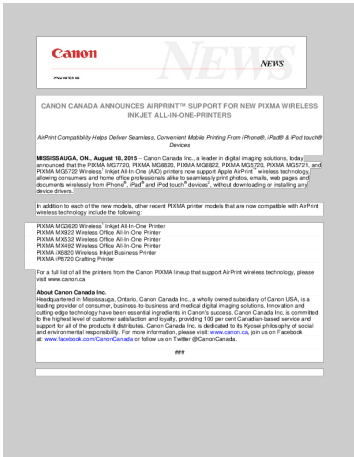 Canon
NEWS
NEWS
CANON CANADA ANNOUNCES AIRPRINT™ SUPPORT FOR NEW PIXMA WIRELESS
INKJET ALL-IN-ONE-PRINTERS
AirPrint Compatibility Helps Deliver Seamless, Convenient Mobile Printing From iPhone®, iPad® & iPod touch®
Devices
MISSISSAUGA, ON., August 18, 2015 – Canon Canada Inc., a leader in digital imaging solutions, today
announced that the PIXMA MG7720, PIXMA MG6820, PIXMA MG6822, PIXMA MG5720, PIXMA MG5721, and
PIXMA MG5722 Wireless¹ Inkjet All-In-One (AIO) printers now support Apple AirPrint™ wireless technology,
allowing consumers and home office professionals alike to seamlessly print photos, emails, web pages and
documents wirelessly from iPhone®, iPad® and iPod touch® devices², without downloading or installing any
device drivers.
In addition to each of the new models, other recent PIXMA printer models that are now compatible with AirPrint
wireless technology include the following:
PIXMA MG3620 Wireless¹ Inkjet All-In-One Printer
PIXMA MX922 Wireless Office All-In-One Printer
PIXMA MX532 Wireless Office All-In-One Printer
PIXMA MX492 Wireless Office All-In-One Printer
PIXMA iX6820 Wireless Inkjet Business Printer
PIXMA iP8720 Crafting Printer
For a full list of all the printers from the Canon PIXMA lineup that support AirPrint wireless technology, please
visit www.canon.ca
About Canon Canada Inc.
Headquartered in Mississauga, Ontario, Canon Canada Inc., a wholly owned subsidiary of Canon USA, is a
leading provider of consumer, business-to-business and medical digital imaging solutions. Innovation and
cutting edge technology have been essential ingredients in Canon's success. Canon Canada Inc. is committed
to the highest level of customer satisfaction and loyalty, providing 100 per cent Canadian-based service and
support for all of the products it distributes. Canon Canada Inc. is dedicated to its Kyosei philosophy of social
and environmental responsibility. For more information, please visit: www.canon.ca, join us on Facebook
at: www.facebook.com/CanonCanada or follow us on Twitter @CanonCanada.
###